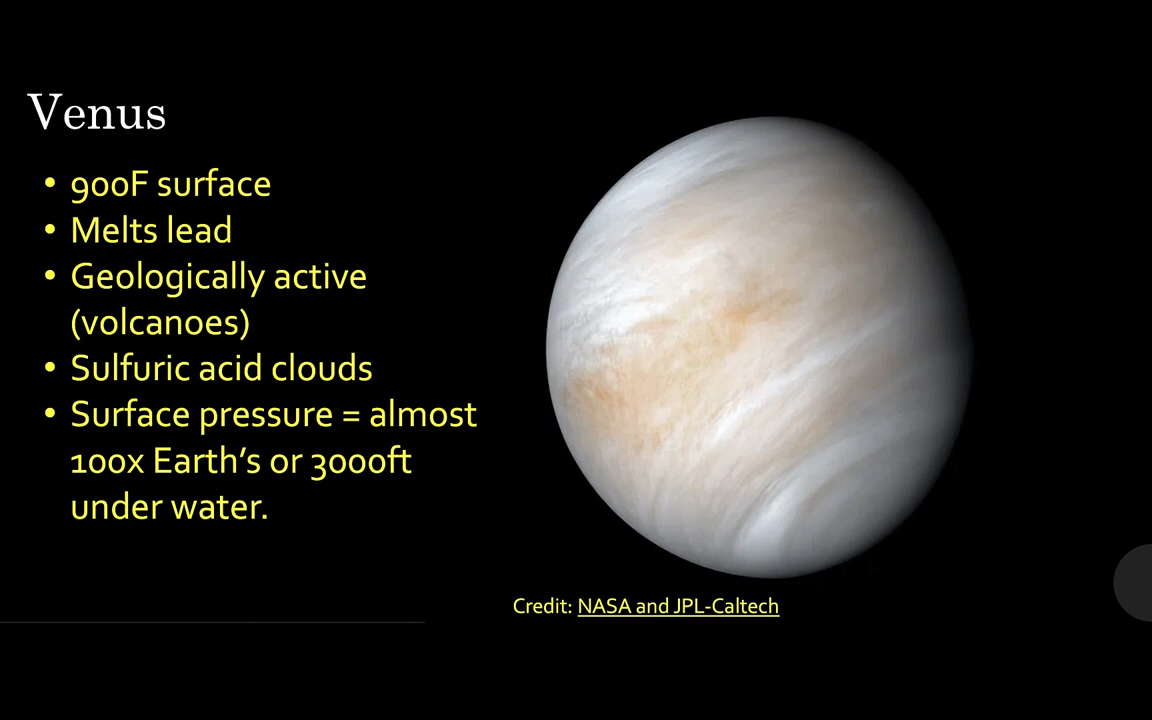 Venus
• 900F surface
• Melts lead
• Geologically active
(volcanoes)
• Sulfuric acid clouds
• Surface pressure = almost
100x Earth’s or 3000ft
under water.
Credit: NASA and JPL-Caltech